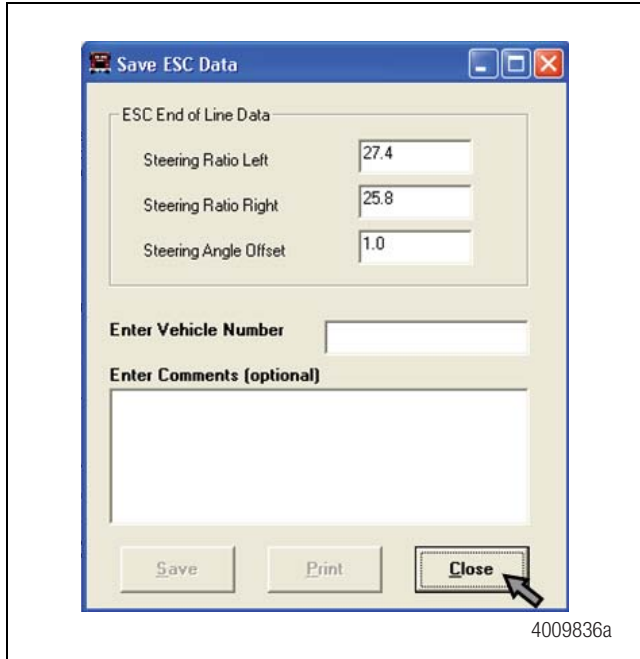 Save ESC Data
ESC End of Line Data
Steering Ratio Left 27.4
Steering Ratio Right 25.8
Steering Angle Offset 1.0
Enter Vehicle Number
Enter Comments (optional)
Save Print Close
4009836a